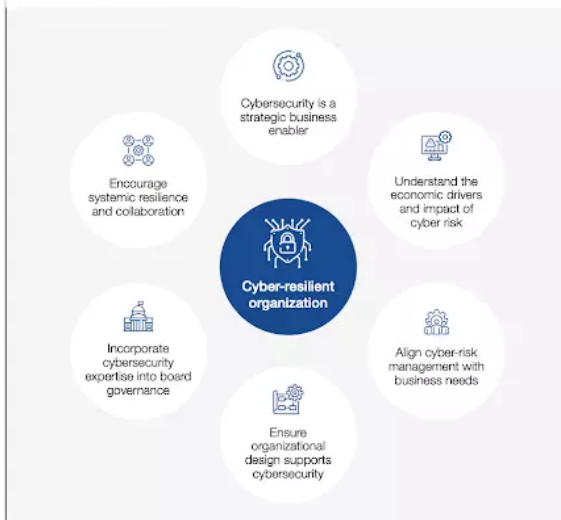 Cybersecurity is a
strategic business
enabler
Understand the
economic drivers
and impact of
cyber risk
Align cyber-risk
management with
business needs
Ensure
organizational
design supports
cybersecurity
Incorporate
cybersecurity
expertise into board
governance
Encourage
systemic resilience
and collaboration
Cyber-resilient
organization